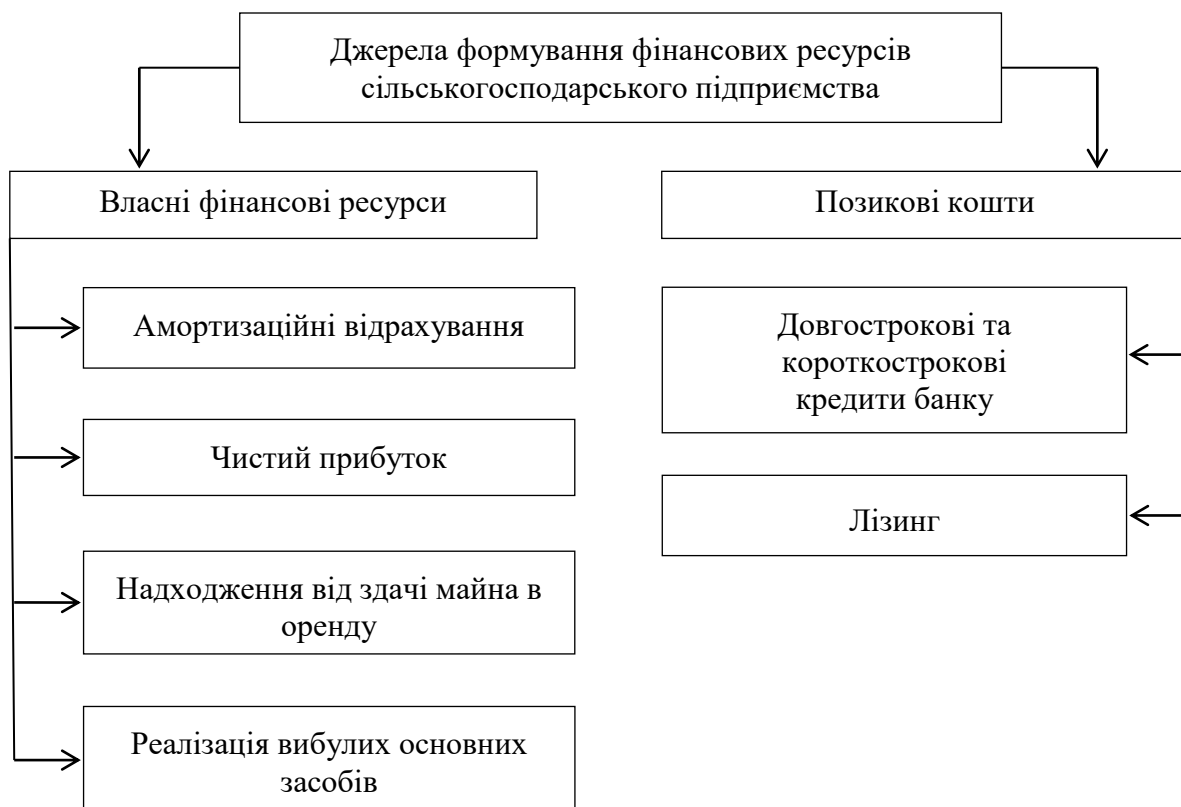 Джерела формування фінансових ресурсів
сільськогосподарського підприємства
Власні фінансові ресурси
Позикові кошти
Амортизаційні відрахування
Чистий прибуток
Надходження від здачі майна в
оренду
Реалізація вибулих основних
засобів
Довгострокові та
короткострокові
кредити банку
Лізинг